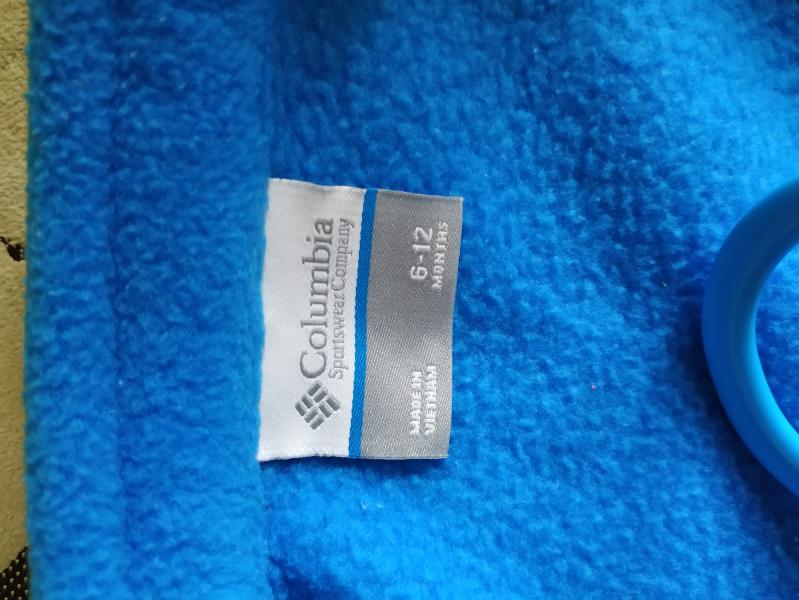 Columbia
Sportswear Company
6-12
MONTHS
MADE IN
VIETNAM